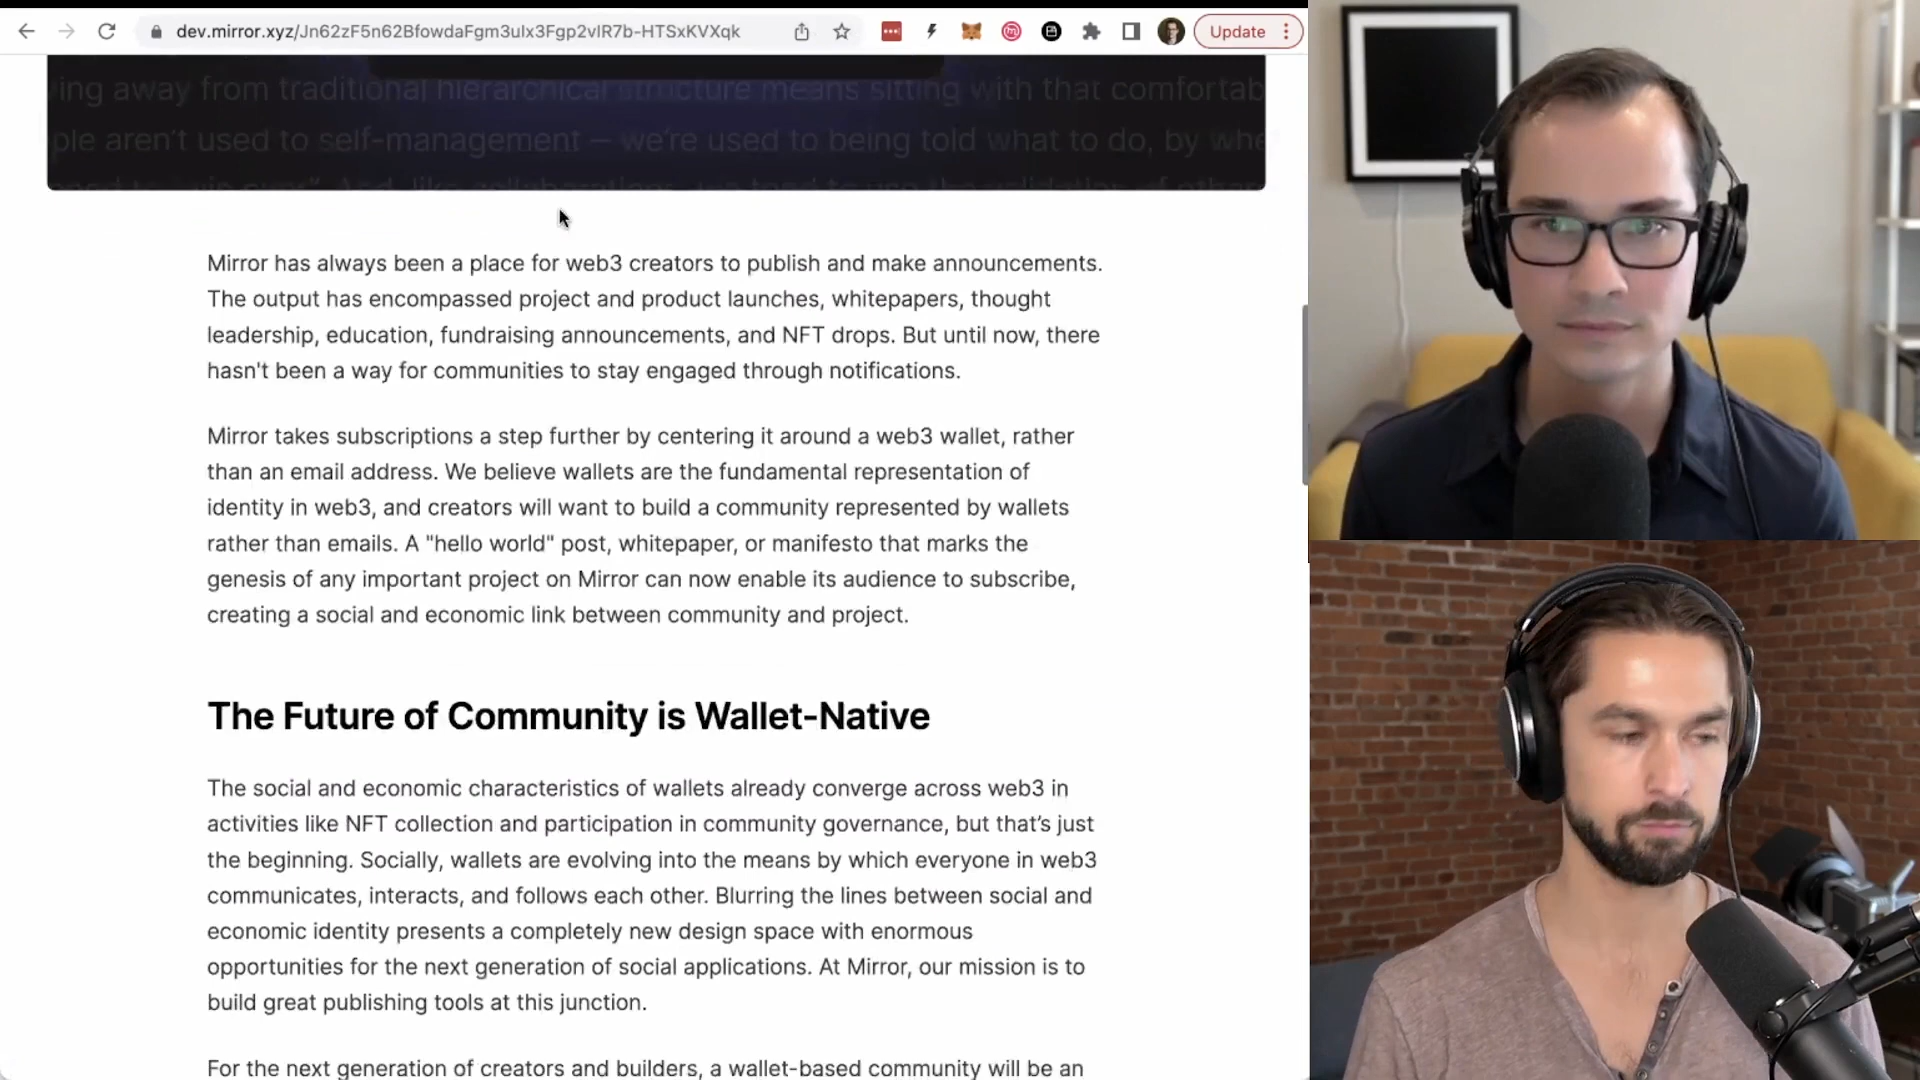 dev.mirror.xyz/Jn62zF5n62BfowdaFgm3uIx3Fgp2vIR7b-HTSxKVXqk
Update
ing away from traditional hierarchical structure means sitting with that comfortab
ple aren't used to self-management — we're used to being told what to do, by whe
Mirror has always been a place for web3 creators to publish and make announcements.
The output has encompassed project and product launches, whitepapers, thought
leadership, education, fundraising announcements, and NFT drops. But until now, there
hasn't been a way for communities to stay engaged through notifications.
Mirror takes subscriptions a step further by centering it around a web3 wallet, rather
than an email address. We believe wallets are the fundamental representation of
identity in web3, and creators will want to build a community represented by wallets
rather than emails. A "hello world" post, whitepaper, or manifesto that marks the
genesis of any important project on Mirror can now enable its audience to subscribe,
creating a social and economic link between community and project.
The Future of Community is Wallet-Native
The social and economic characteristics of wallets already converge across web3 in
activities like NFT collection and participation in community governance, but that's just
the beginning. Socially, wallets are evolving into the means by which everyone in web3
communicates, interacts, and follows each other. Blurring the lines between social and
economic identity presents a completely new design space with enormous
opportunities for the next generation of social applications. At Mirror, our mission is to
build great publishing tools at this junction.
For the next generation of creators and builders, a wallet-based community will be an